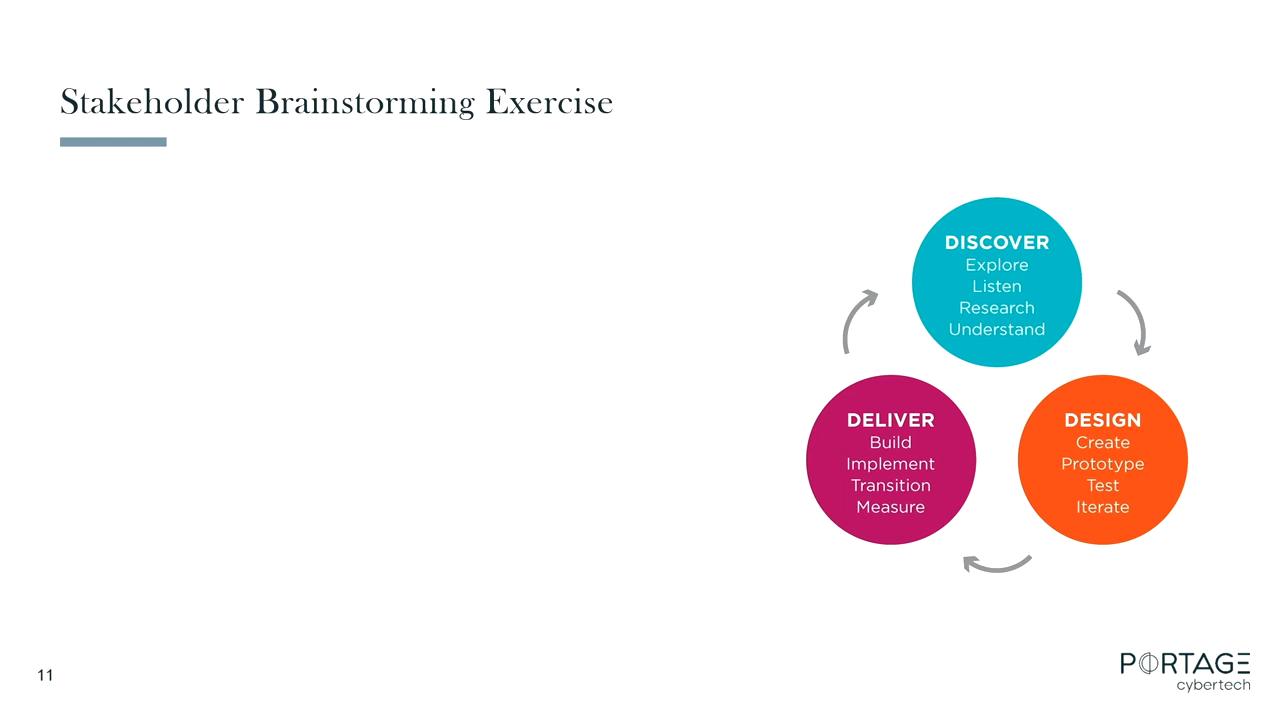 Stakeholder Brainstorming Exercise
DISCOVER
Explore
Listen
Research
Understand
DELIVER
Build
Implement
Transition
Measure
DESIGN
Create
Prototype
Test
Iterate
11
PORTAGE
cybertech